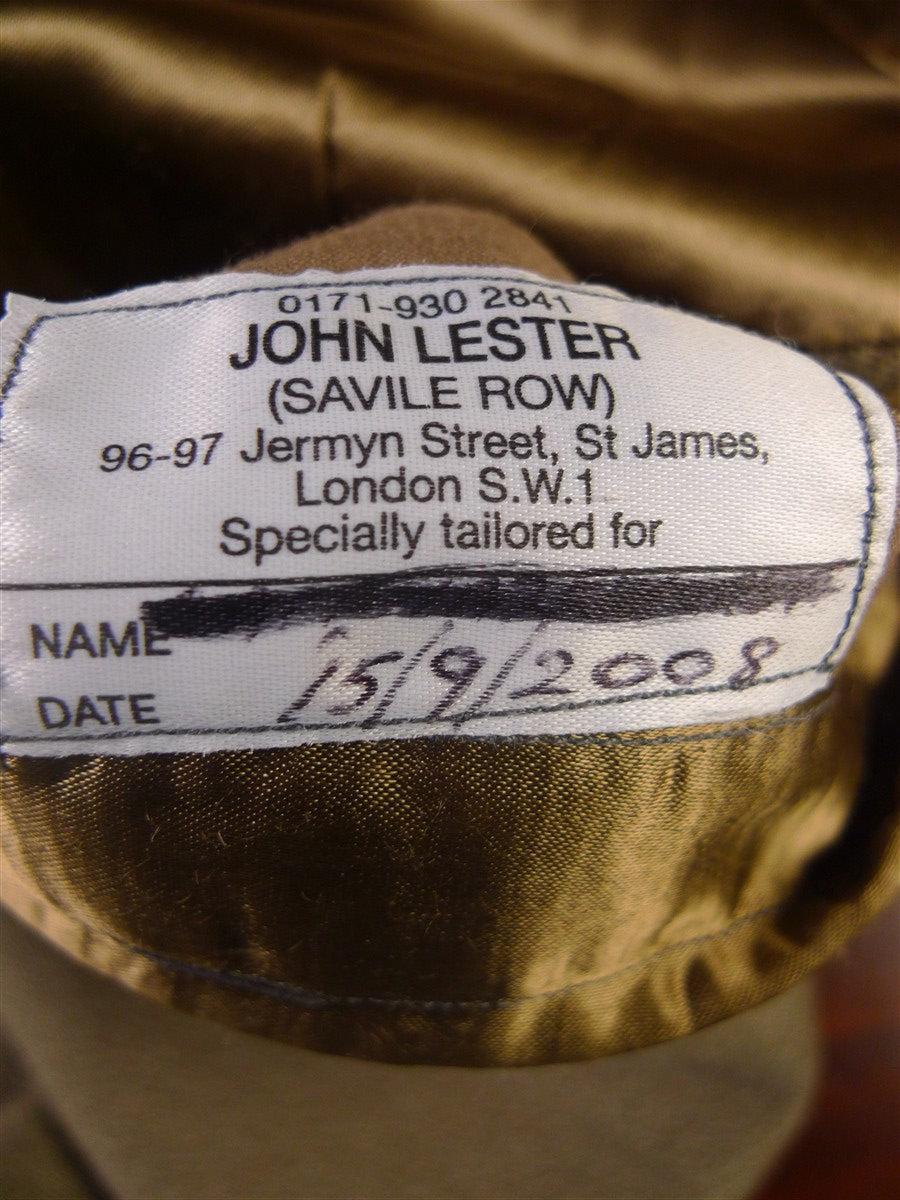 0171-930 2841
JOHN LESTER
(SAVILE ROW)
96-97 Jermyn Street, St James,
London S.W.1
Specially tailored for
NAME
DATE 15/9/2008